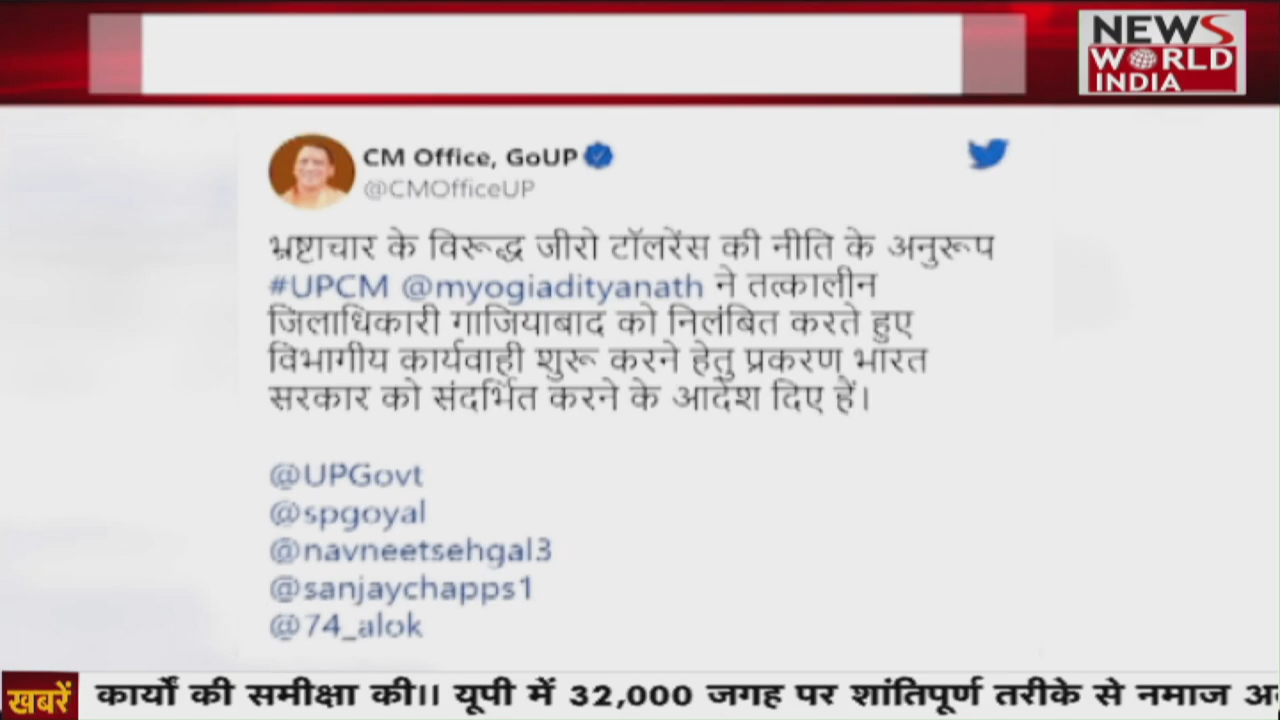 NEWS
WORLD
INDIA
CM Office, GoUP
@CMOfficeUP
भ्रष्टाचार के विरूद्ध जीरो टॉलरेंस की नीति के अनुरूप
#UPCM @myogiadityanath ने तत्कालीन
जिलाधिकारी गाजियाबाद को निलंबित करते हुए
विभागीय कार्यवाही शुरू करने हेतु प्रकरण भारत
सरकार को संदर्भित करने के आदेश दिए हैं।
@UPGovt
@spgoyal
@navneetsehgal3
@sanjaychapps1
@74_alok
खबरें कार्यों की समीक्षा की।। यूपी में 32,000 जगह पर शांतिपूर्ण तरीके से नमाज